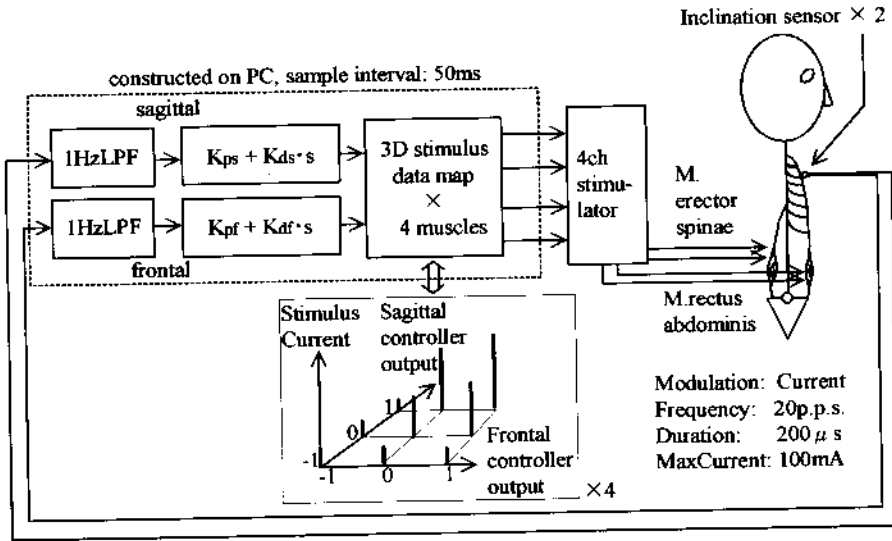 Inclination sensor × 2
constructed on PC, sample interval: 50ms
sagittal
1HzLPF
Kps + Kds･s
3D stimulus
data map
×
4 muscles
4ch
stimu-
lator
1HzLPF
Kpf + Kdf･s
frontal
M.
erector
spinae
M.rectus
abdominis
Stimulus
Current
Sagittal
controller
output
1
0
-1
-1
0
1
Frontal
controller
output
×4
Modulation: Current
Frequency: 20p.p.s.
Duration: 200 μ s
MaxCurrent: 100mA